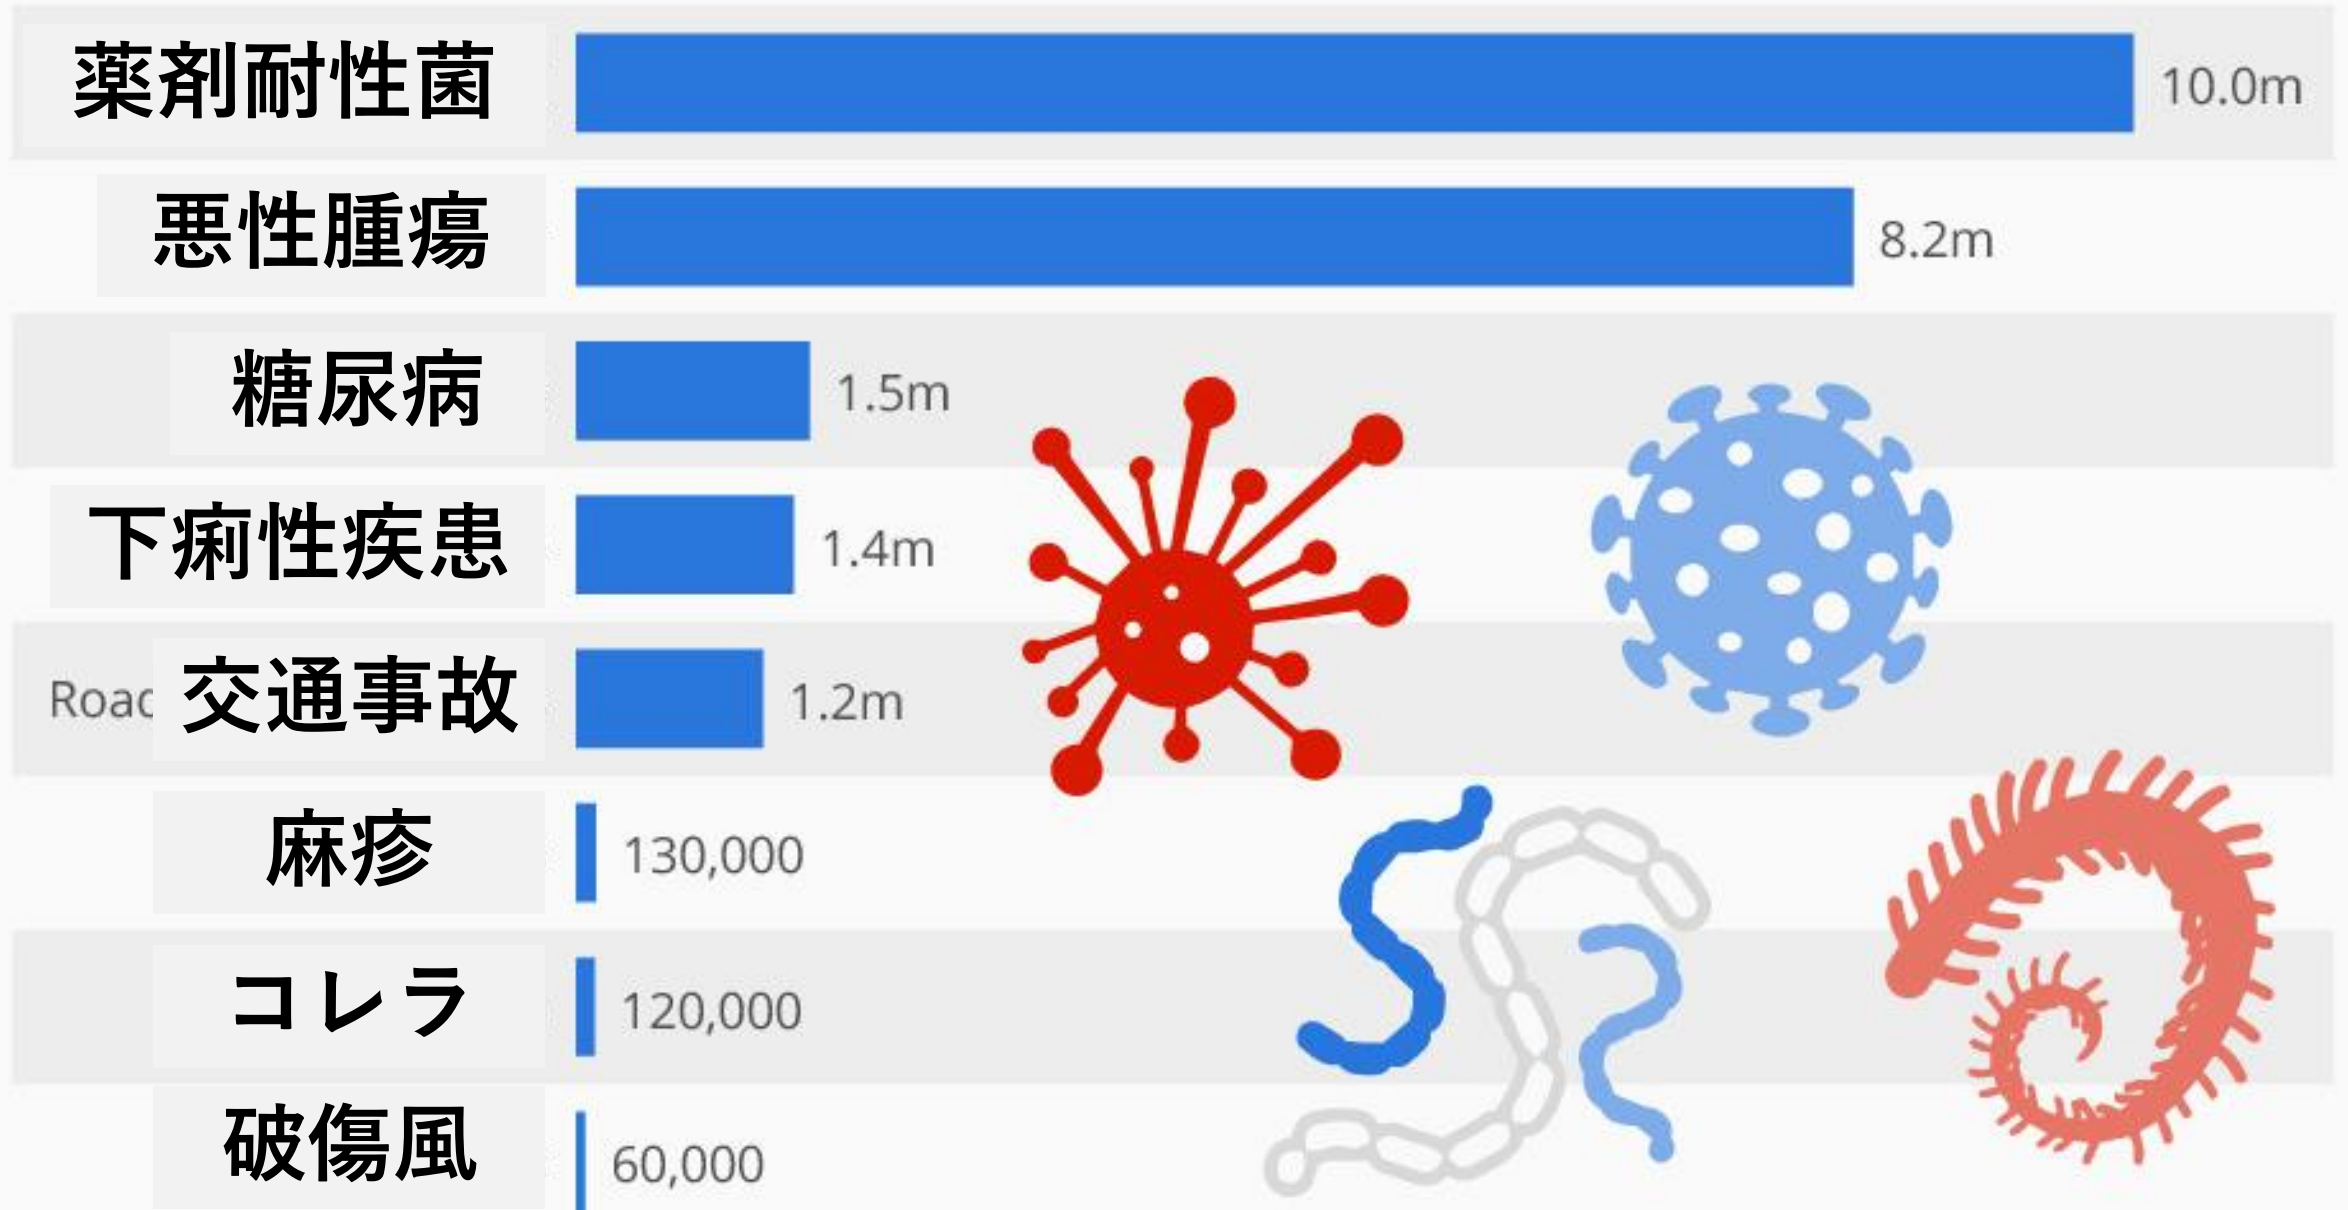 薬剤耐性菌 10.0m
悪性腫瘍 8.2m
糖尿病 1.5m
下痢性疾患 1.4m
Road 交通事故 1.2m
麻疹 130,000
コレラ 120,000
破傷風 60,000